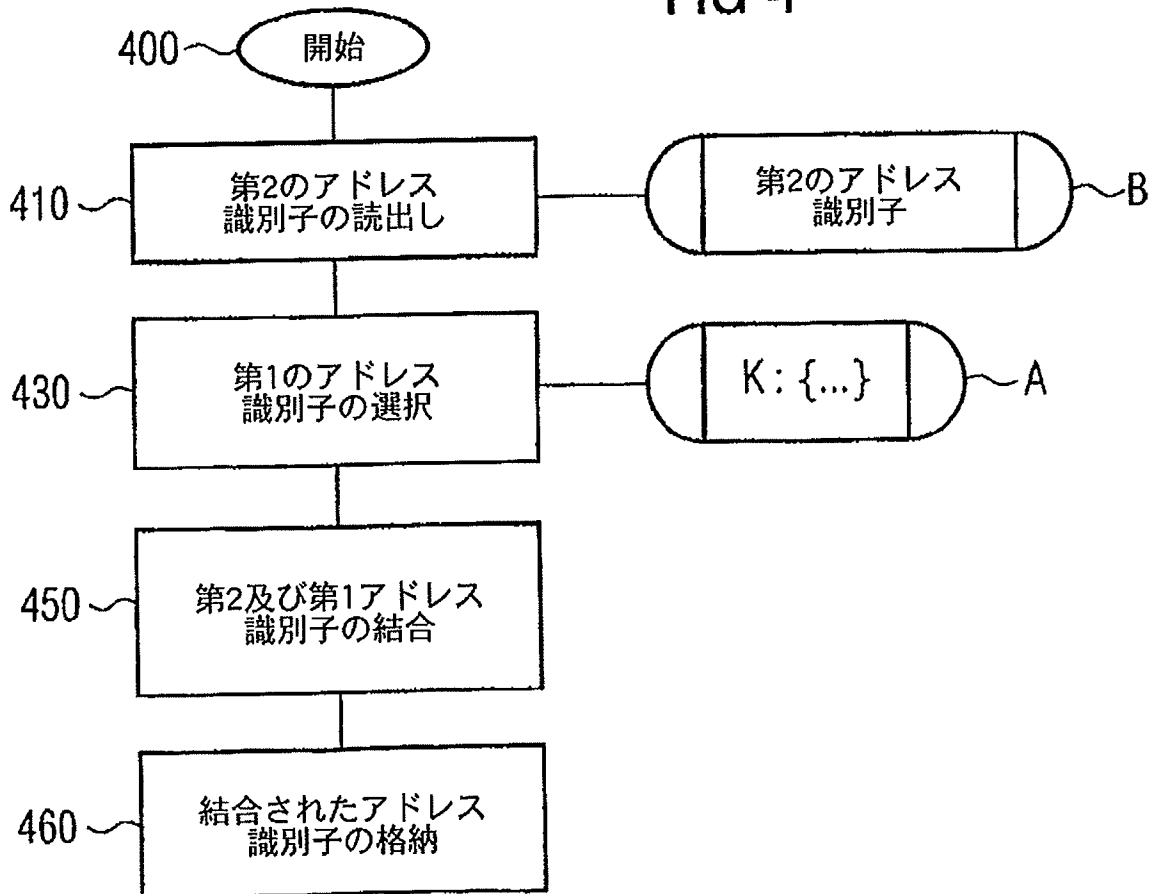 400
開始
410
第2のアドレス
識別子の読出し
第2のアドレス
識別子
B
430
第1のアドレス
識別子の選択
K:{...}
A
450
第2及び第1アドレス
識別子の結合
460
結合されたアドレス
識別子の格納